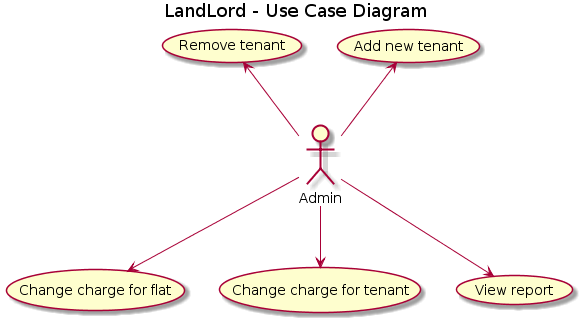 LandLord - Use Case Diagram
Remove tenant
Add new tenant
Admin
Change charge for flat
Change charge for tenant
View report